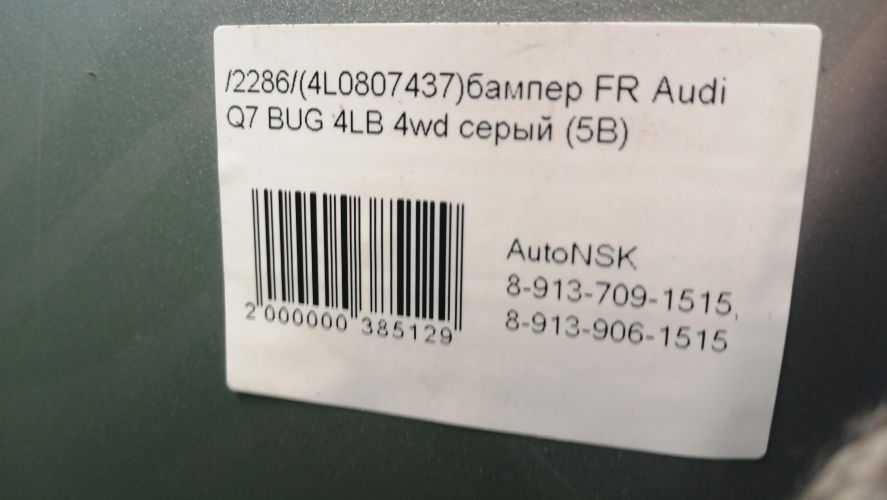 /2286/(4L0807437)бампер FR Audi
Q7 BUG 4LB 4wd серый (5B)
AutoNSK
8-913-709-1515,
8-913-906-1515
2 000000 385129